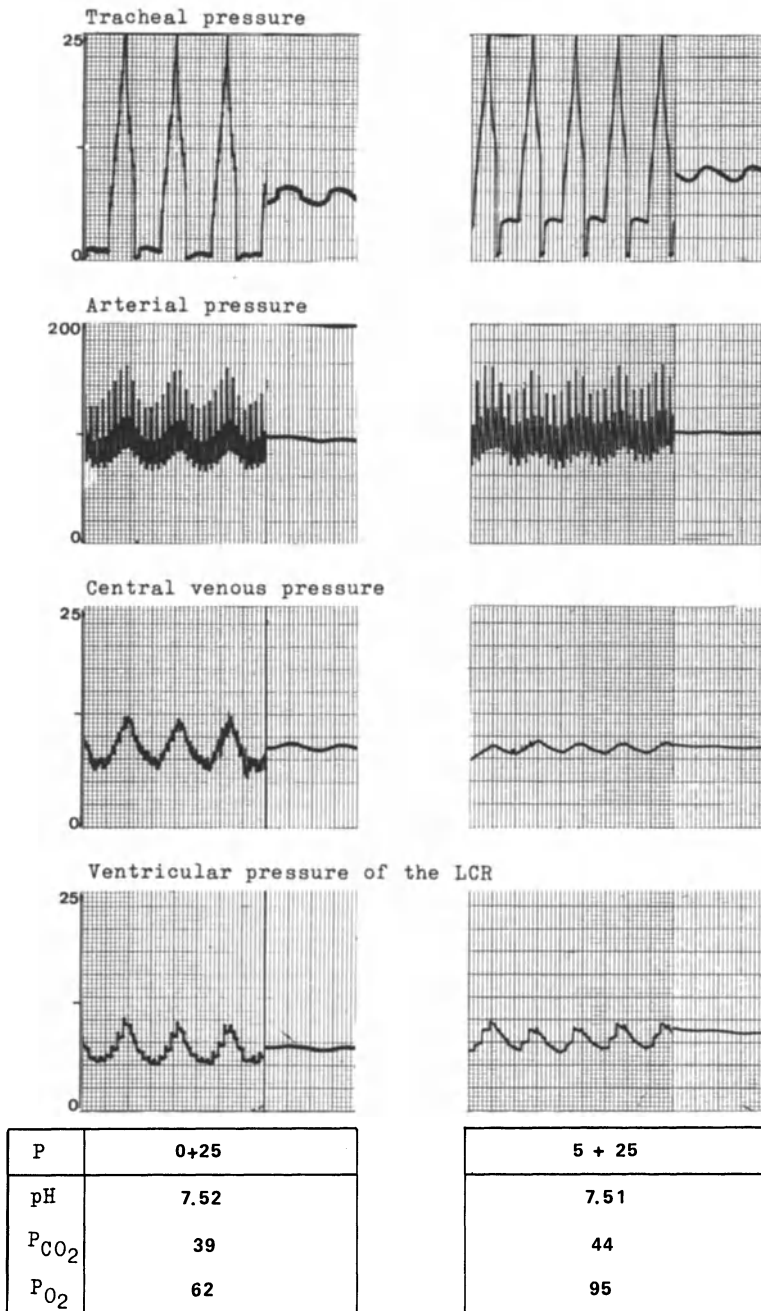 Tracheal pressure
25
0
Arterial pressure
200
0
Central venous pressure
25
0
Ventricular pressure of the LCR
25
0
P 0+25 5 + 25
pH 7.52 7.51
PCO2 39 44
PO2 62 95